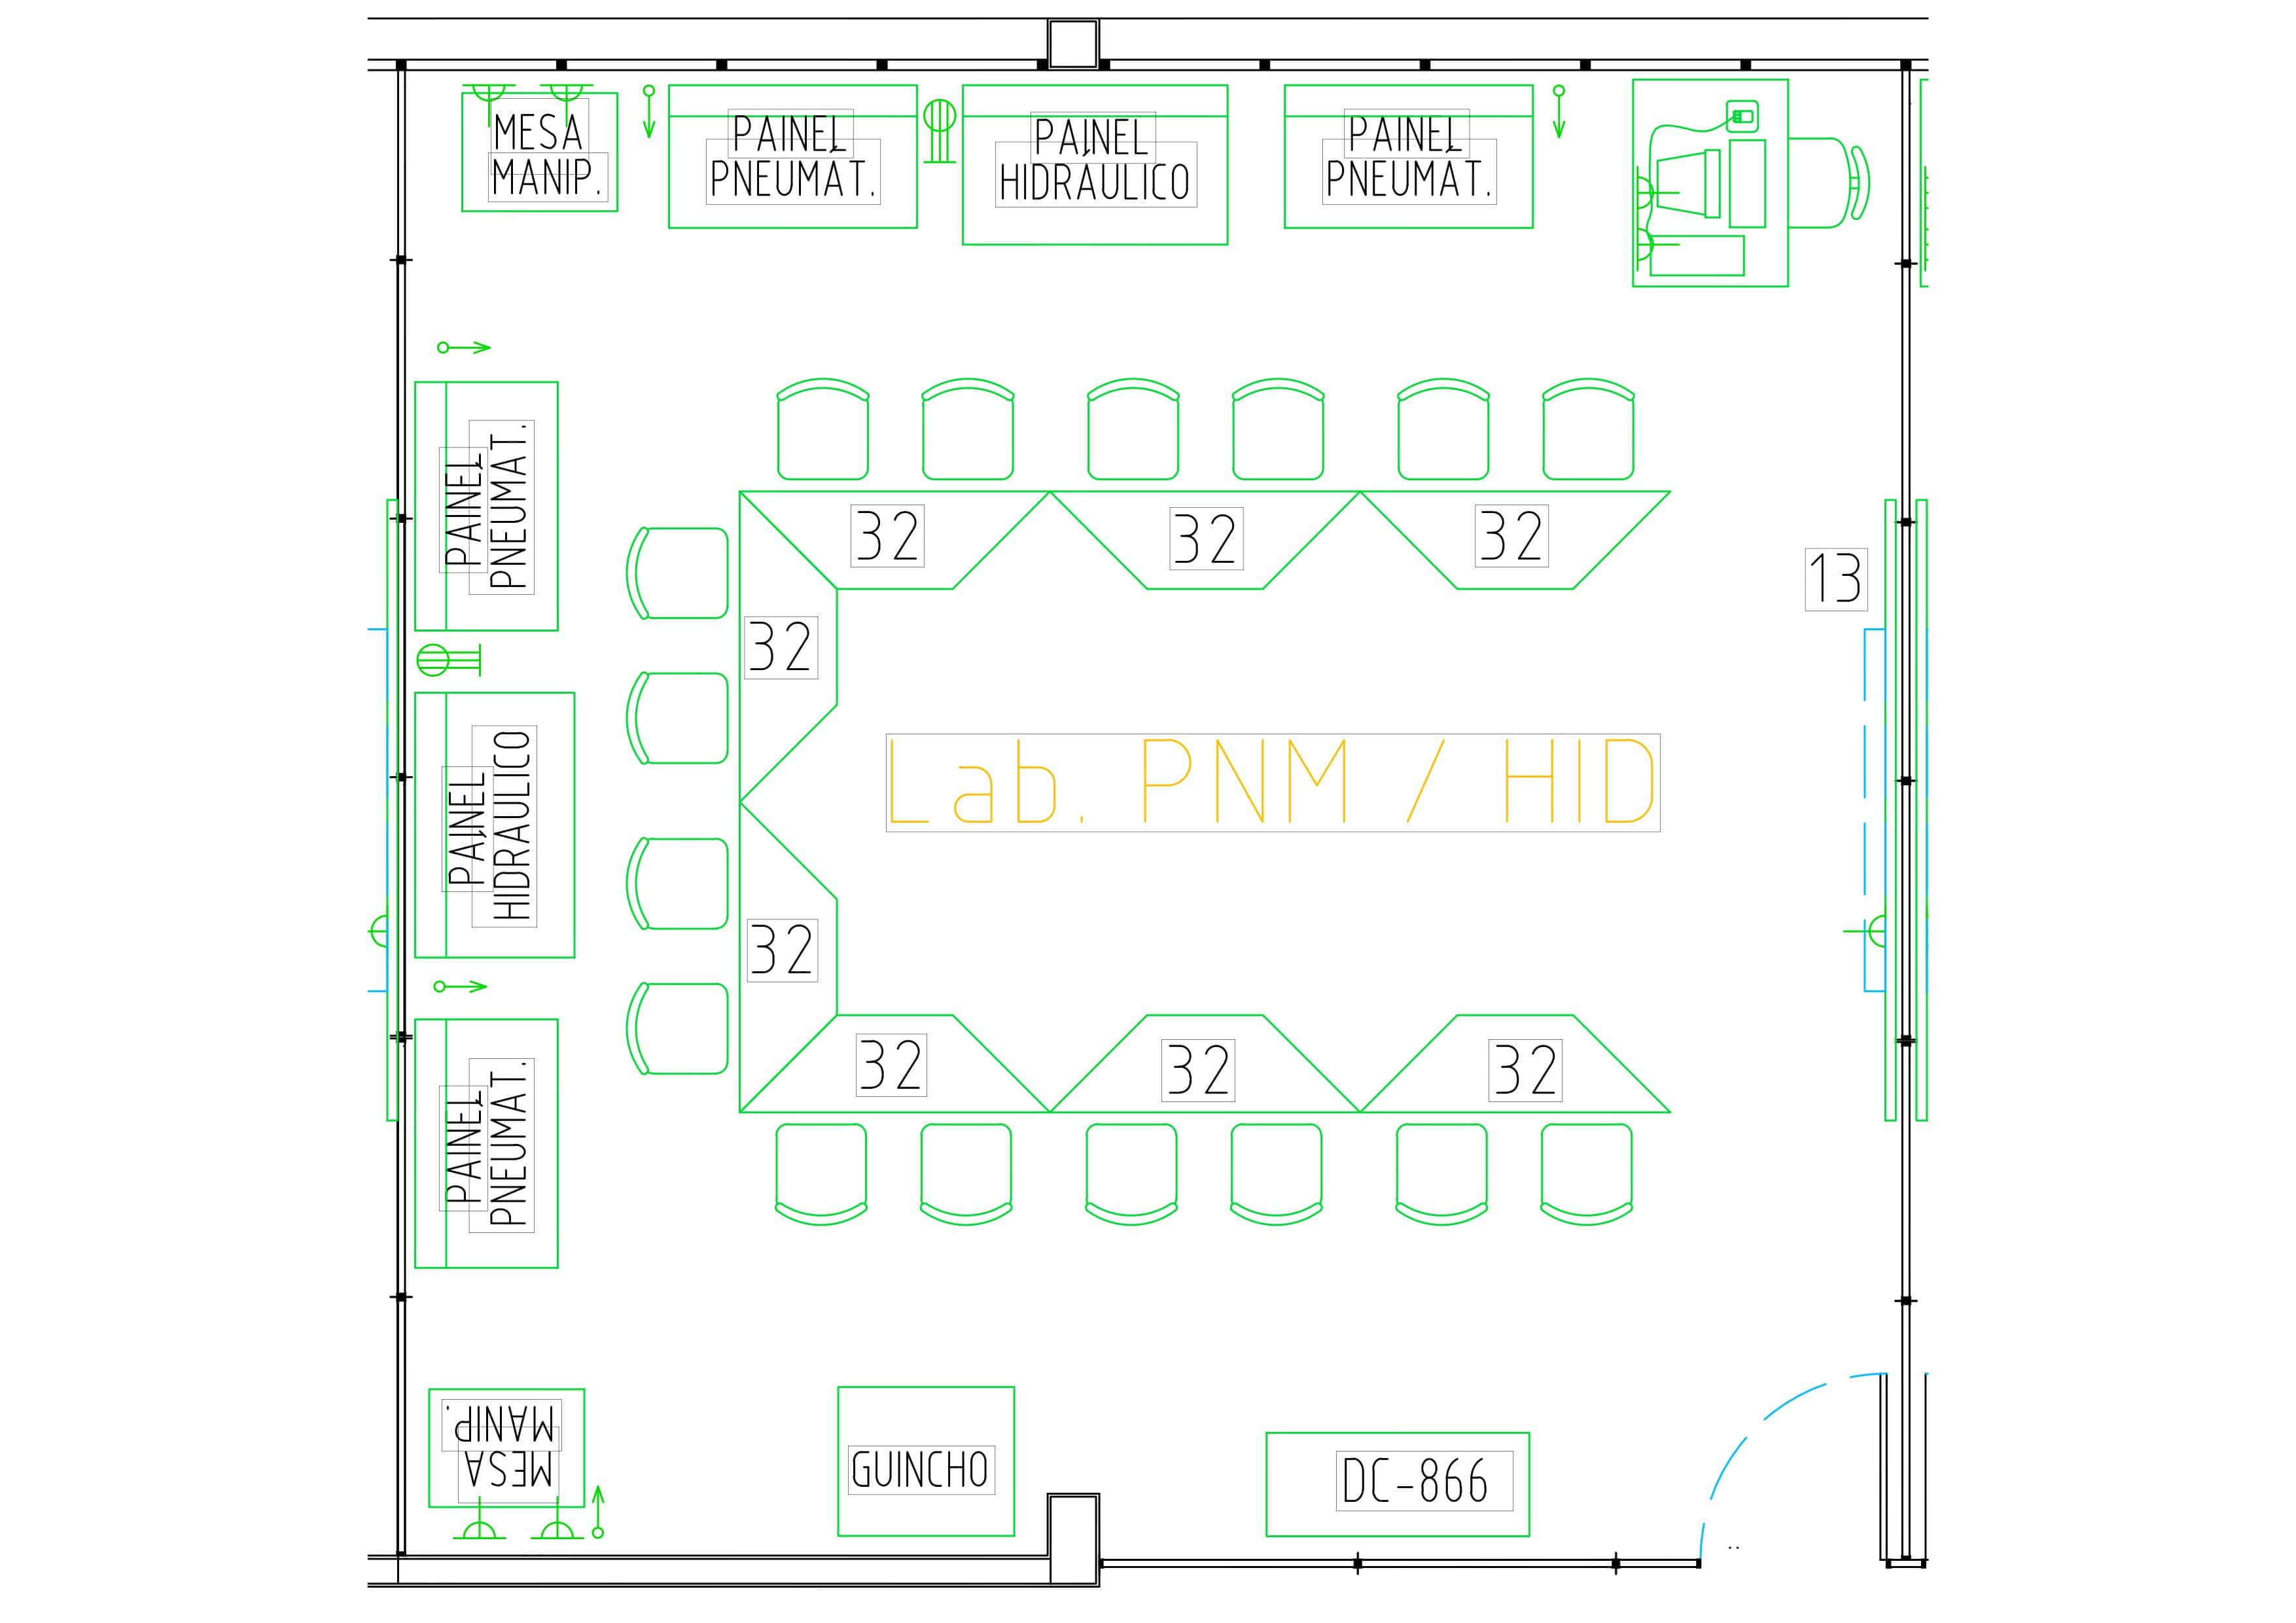 MESA
MANIP.
PAINEL
PNEUMAT.
PAINEL
HIDRÁULICO
PAINEL
PNEUMAT.
PAINEL
PNEUMAT.
32
32
32
13
32
PAINEL
HIDRÁULICO
Lab. PNM / HID
32
PAINEL
PNEUMAT.
32
32
32
MESA
MANIP.
GUINCHO
DC-866